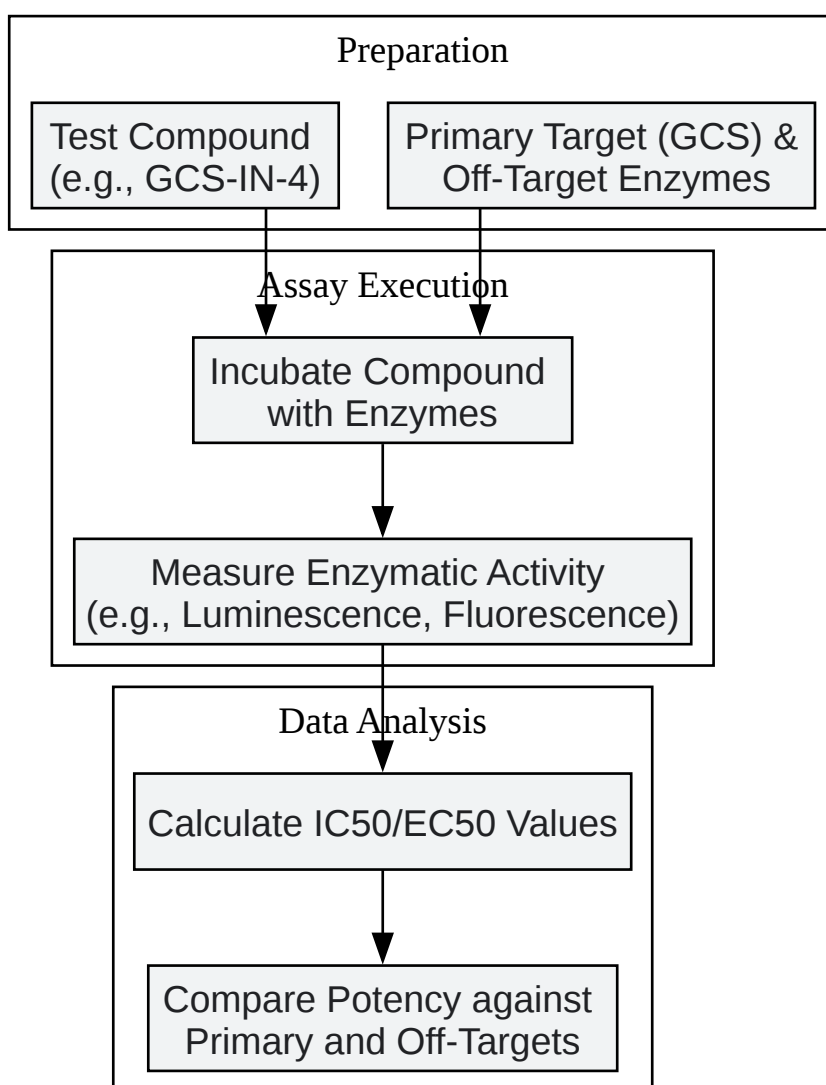 Preparation
Test Compound
(e.g., GCS-IN-4)
Primary Target (GCS) &
Off-Target Enzymes
Assay Execution
Incubate Compound
with Enzymes
Measure Enzymatic Activity
(e.g., Luminescence, Fluorescence)
Data Analysis
Calculate IC50/EC50 Values
Compare Potency against
Primary and Off-Targets